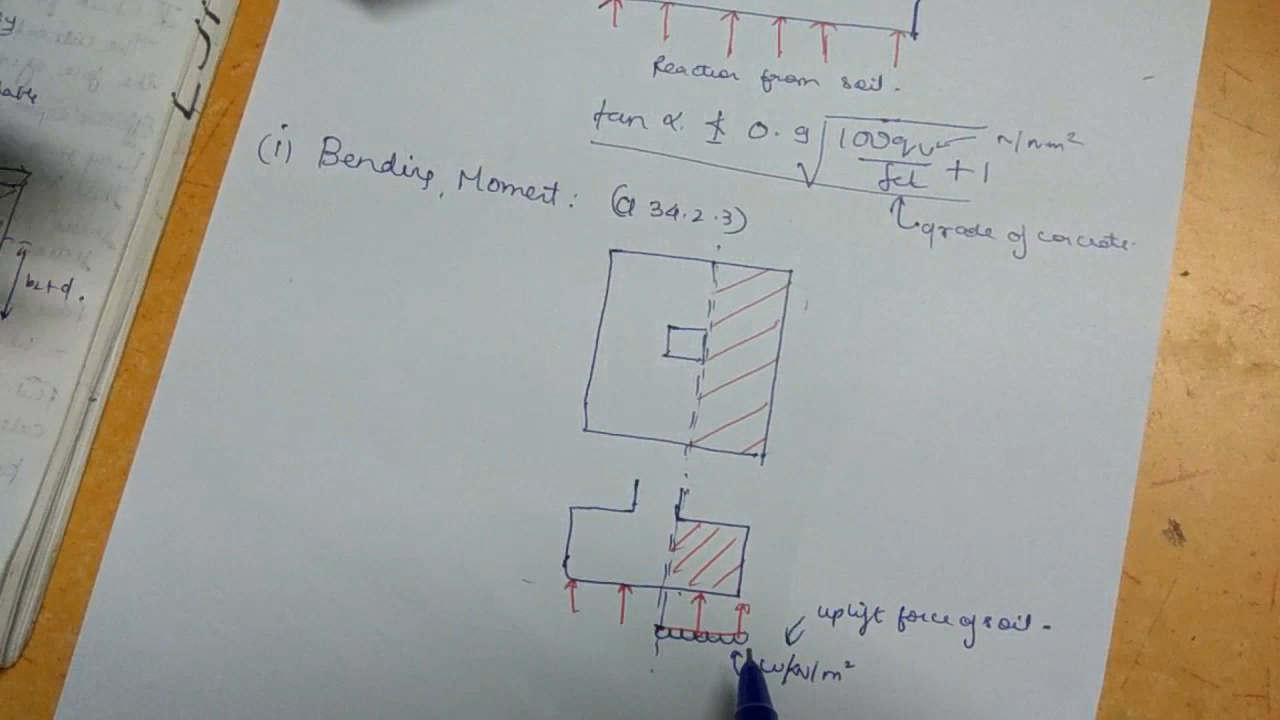 Reaction from soil.
tan α ≮ 0.9 √(100qu/fck + 1) N/mm²
grade of concrete
(i) Bending Moment: (Cl 34.2.3)
bc+d.
uplift force of soil.
w kN/m²